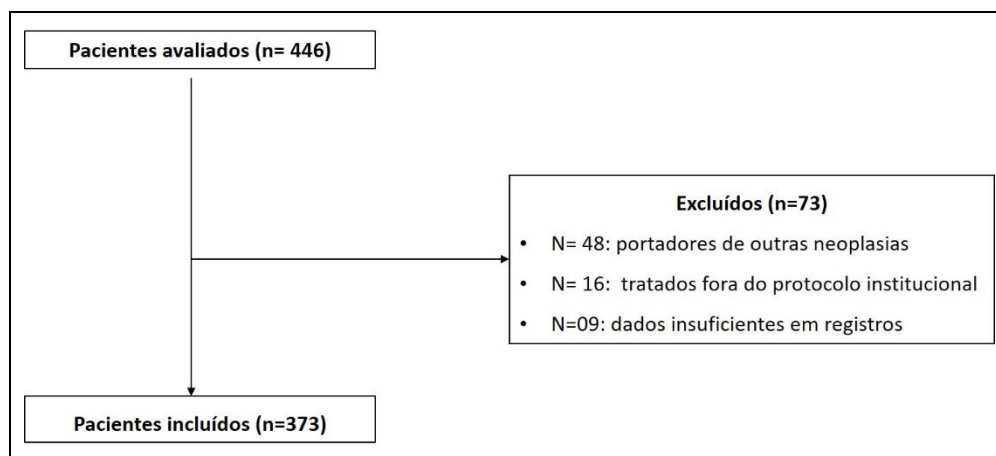 Pacientes avaliados (n= 446)
Excluídos (n=73)
• N= 48: portadores de outras neoplasias
• N= 16: tratados fora do protocolo institucional
• N=09: dados insuficientes em registros
Pacientes incluídos (n=373)